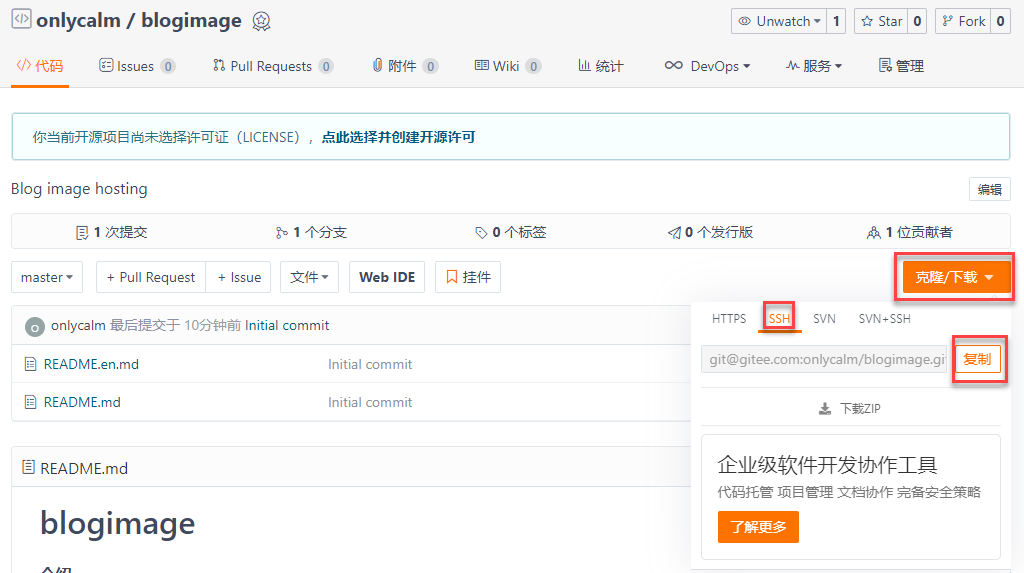 onlycalm / blogimage
Unwatch 1 Star 0 Fork 0
代码 Issues 0 Pull Requests 0 附件 0 Wiki 0 统计 DevOps 服务 管理
你当前开源项目尚未选择许可证（LICENSE），点此选择并创建开源许可
Blog image hosting 编辑
1 次提交 1 个分支 0 个标签 0 个发行版 1 位贡献者
master + Pull Request + Issue 文件 Web IDE 挂件 克隆/下载
HTTPS SSH SVN SVN+SSH
o onlycalm 最后提交于 10分钟前 Initial commit
git@gitee.com:onlycalm/blogimage.gi 复制
README.en.md Initial commit
README.md Initial commit
下载ZIP
README.md
企业级软件开发协作工具
代码托管 项目管理 文档协作 完备安全策略
了解更多
blogimage